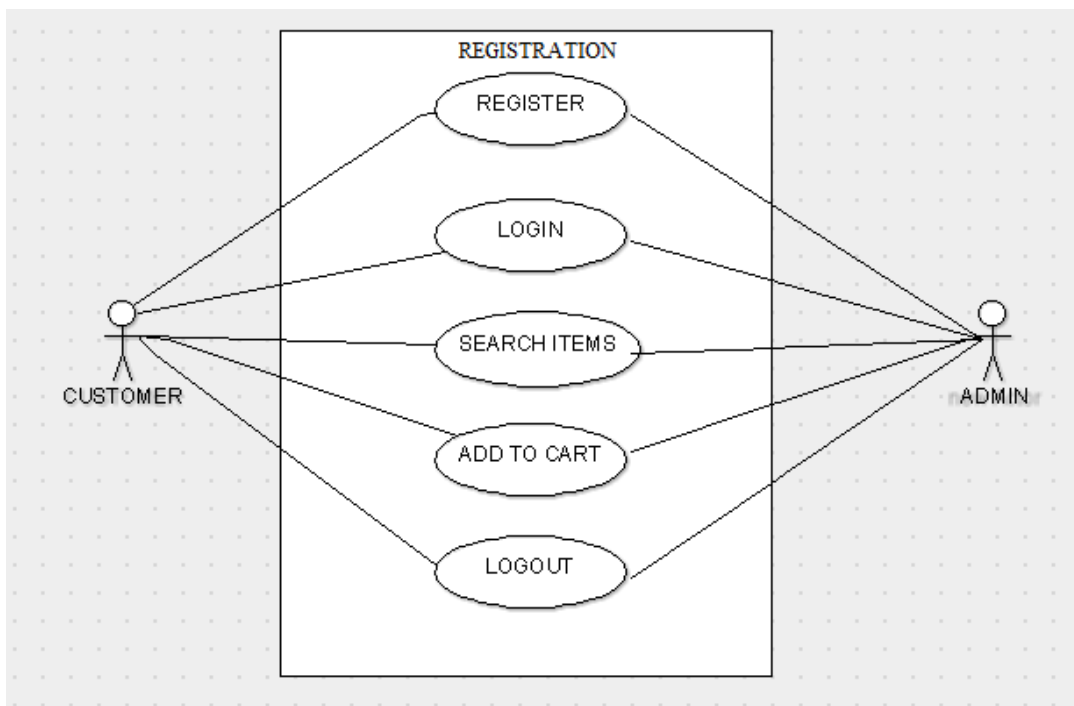 REGISTRATION
REGISTER
LOGIN
SEARCH ITEMS
CUSTOMER
ADMIN
ADD TO CART
LOGOUT